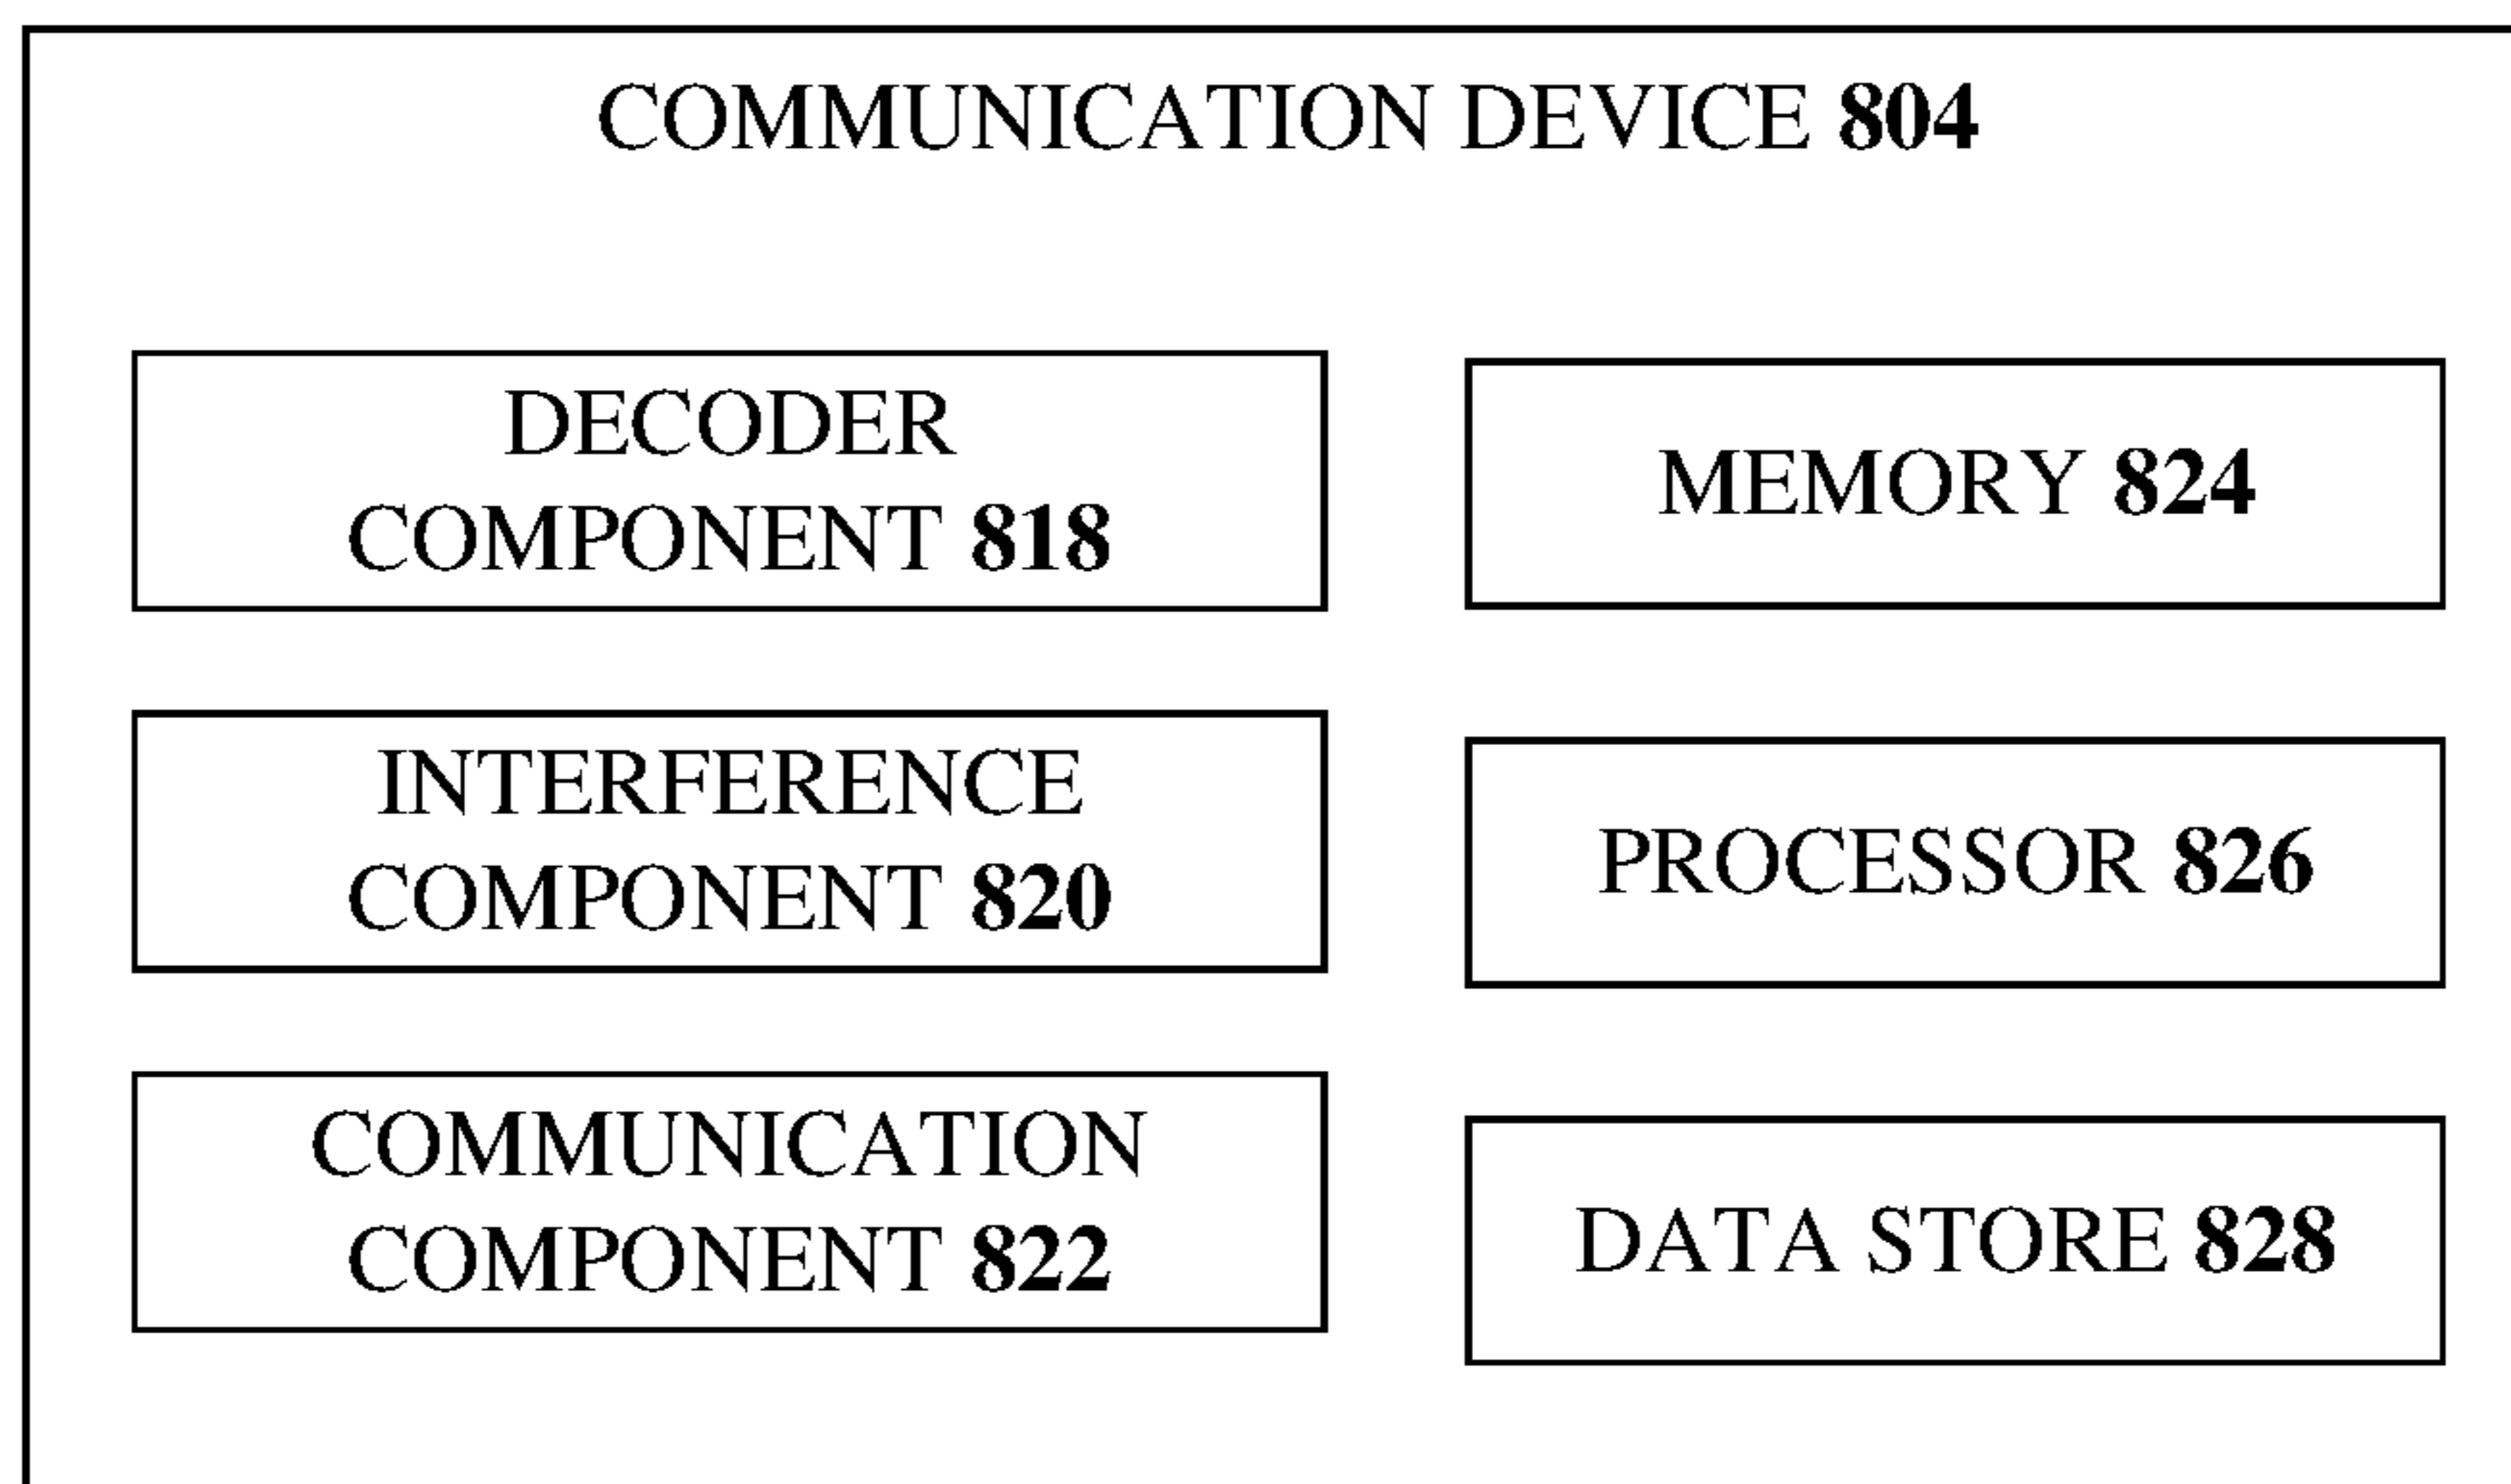 COMMUNICATION DEVICE 804
DECODER
COMPONENT 818
MEMORY 824
INTERFERENCE
COMPONENT 820
PROCESSOR 826
COMMUNICATION
COMPONENT 822
DATA STORE 828